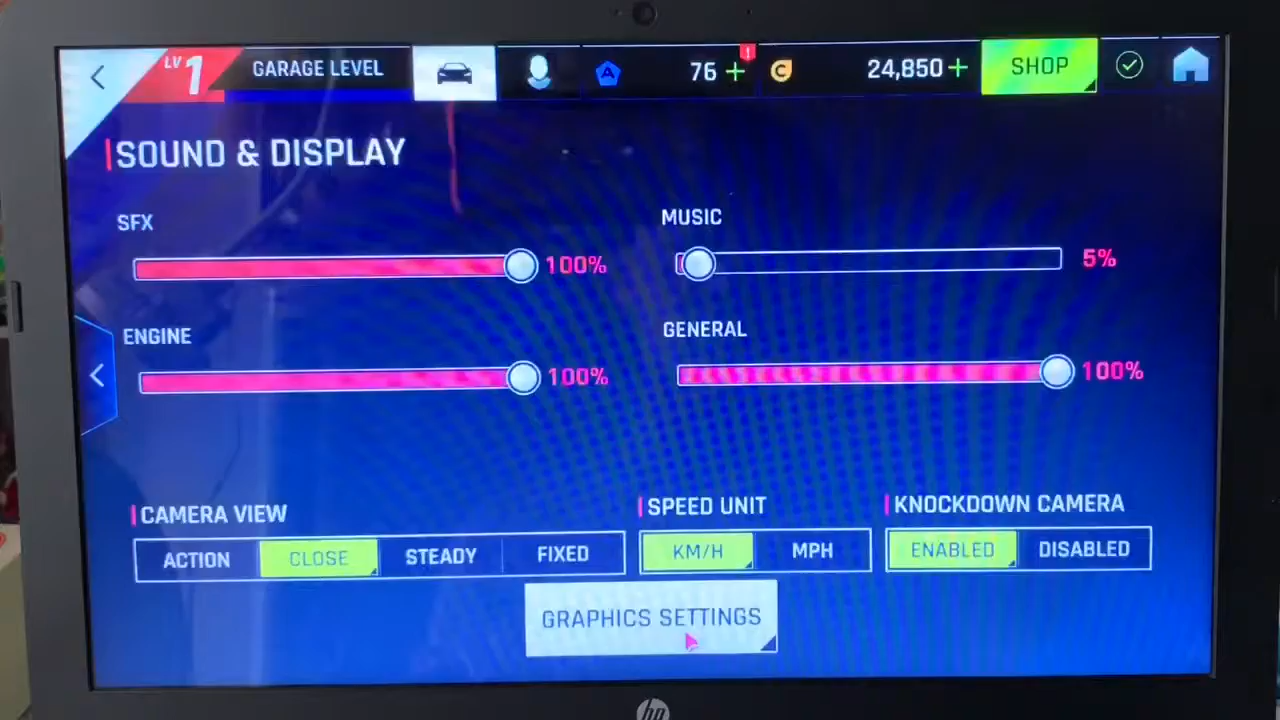 LV 1 GARAGE LEVEL A 76 + ! C 24,850 + SHOP
SOUND & DISPLAY
SFX
100%
MUSIC
5%
ENGINE
100%
GENERAL
100%
CAMERA VIEW
ACTION CLOSE STEADY FIXED
SPEED UNIT
KM/H MPH
KNOCKDOWN CAMERA
ENABLED DISABLED
GRAPHICS SETTINGS
hp